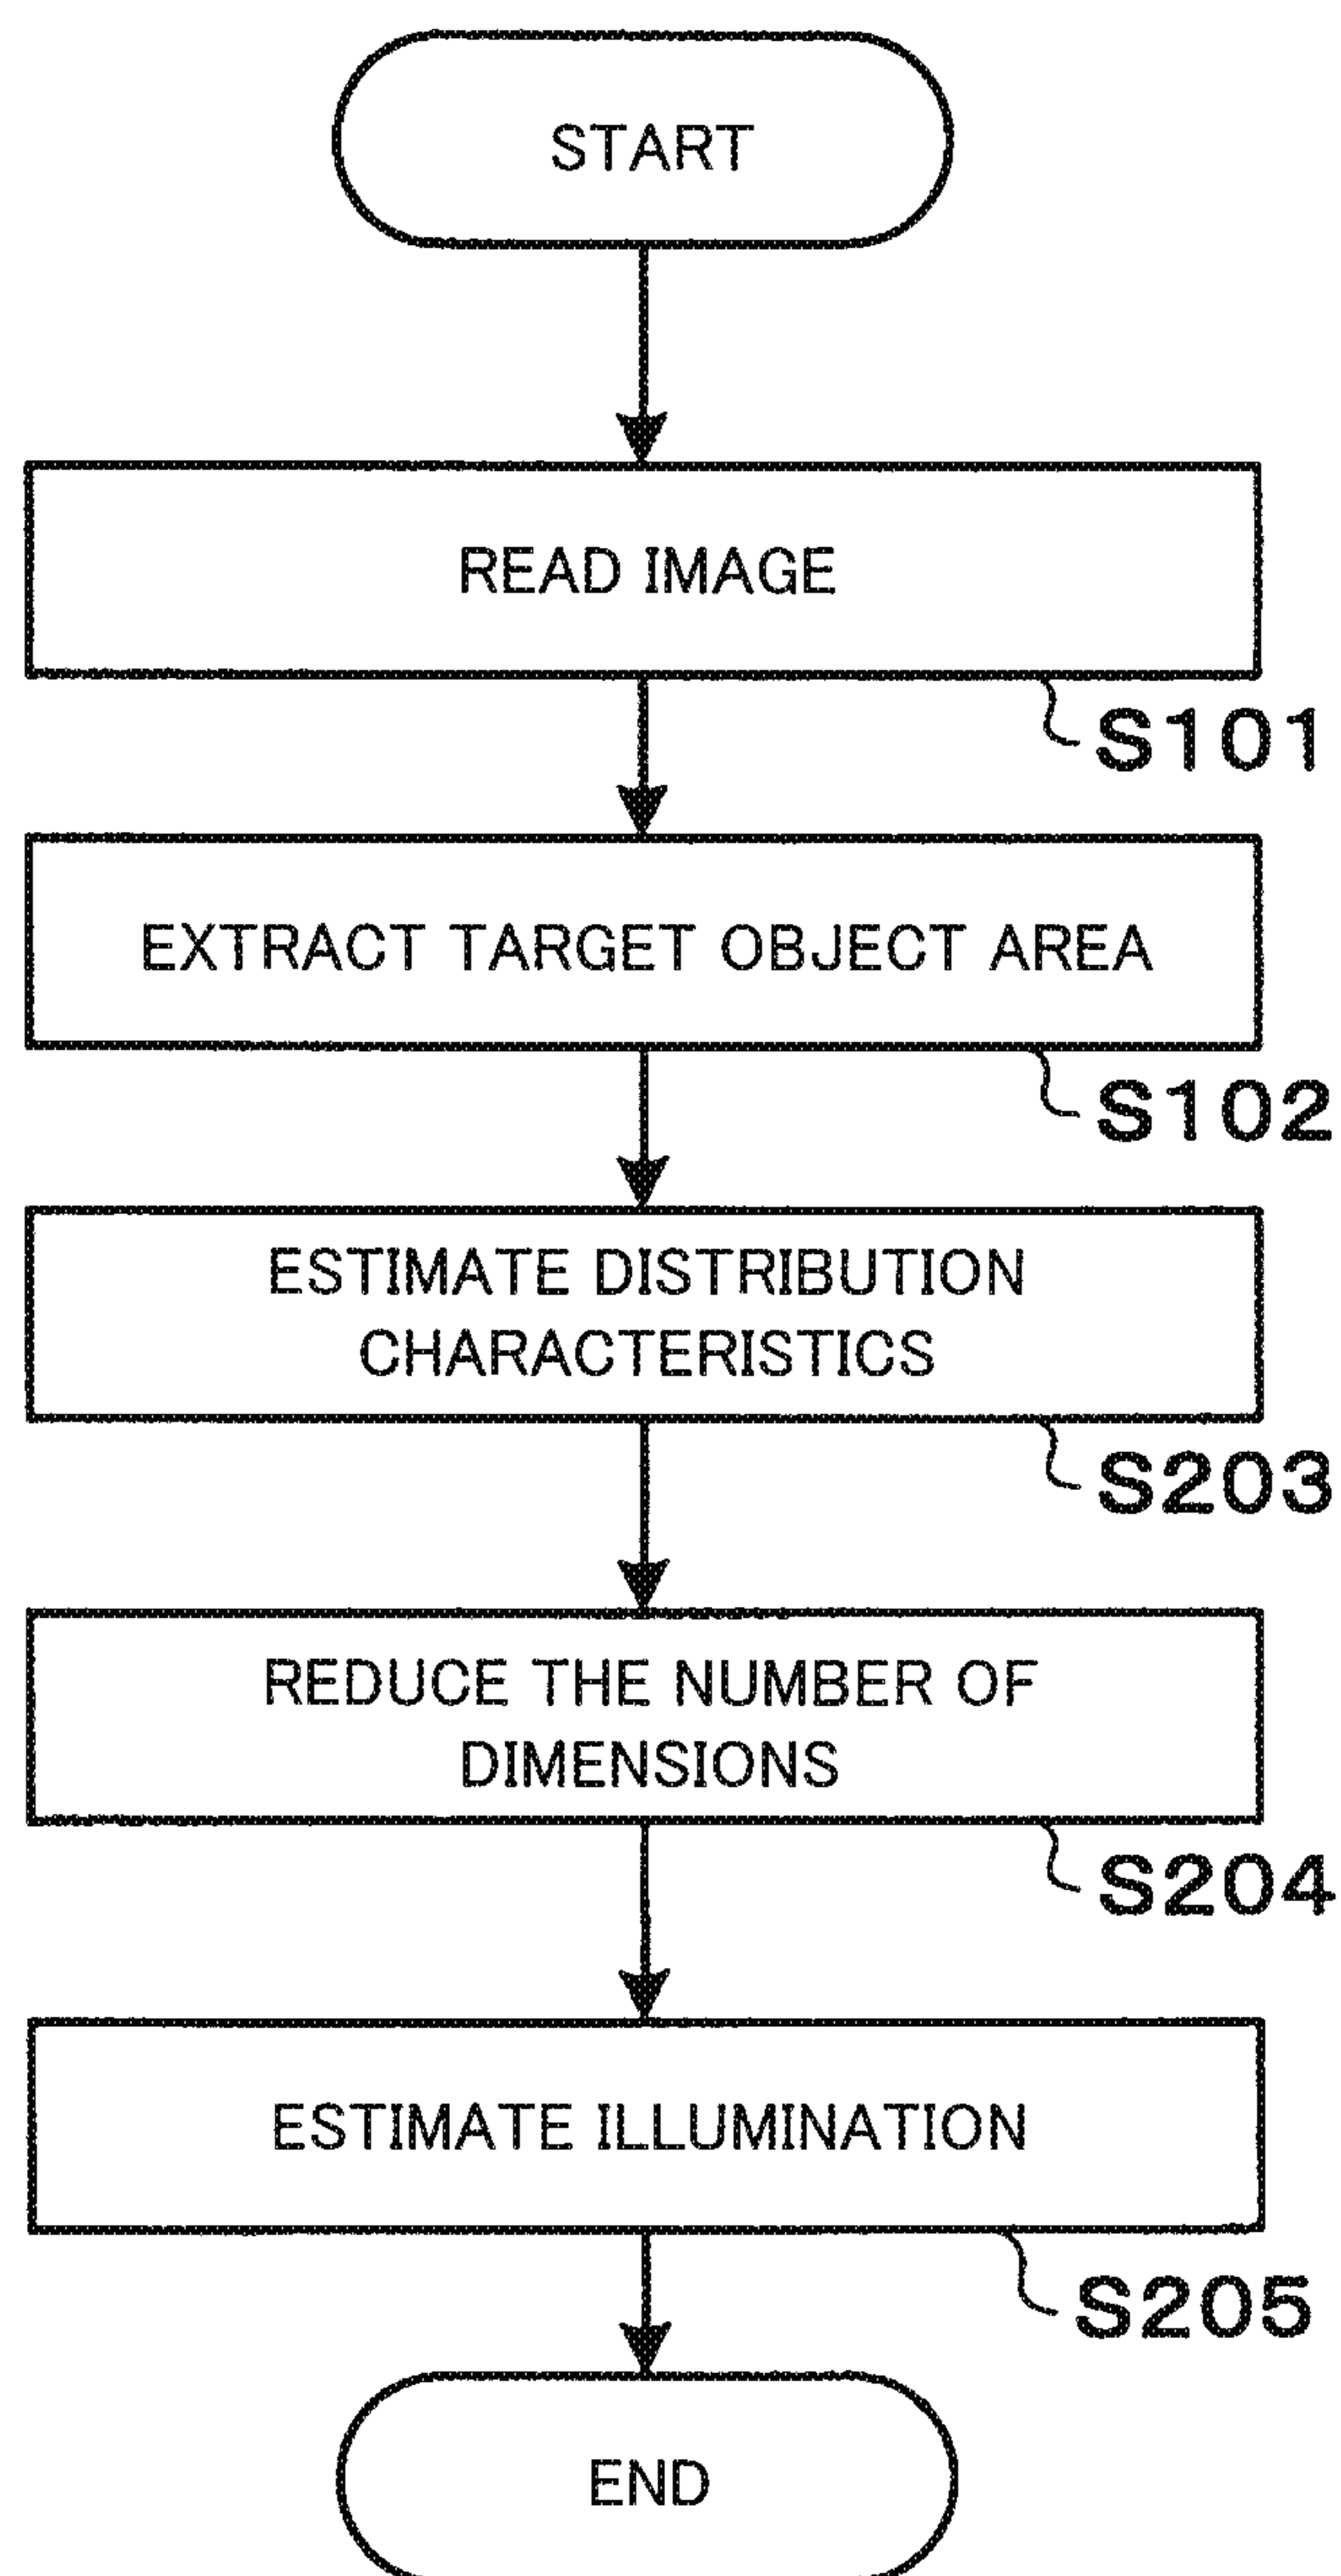 START
READ IMAGE
S101
EXTRACT TARGET OBJECT AREA
S102
ESTIMATE DISTRIBUTION
CHARACTERISTICS
S203
REDUCE THE NUMBER OF
DIMENSIONS
S204
ESTIMATE ILLUMINATION
S205
END